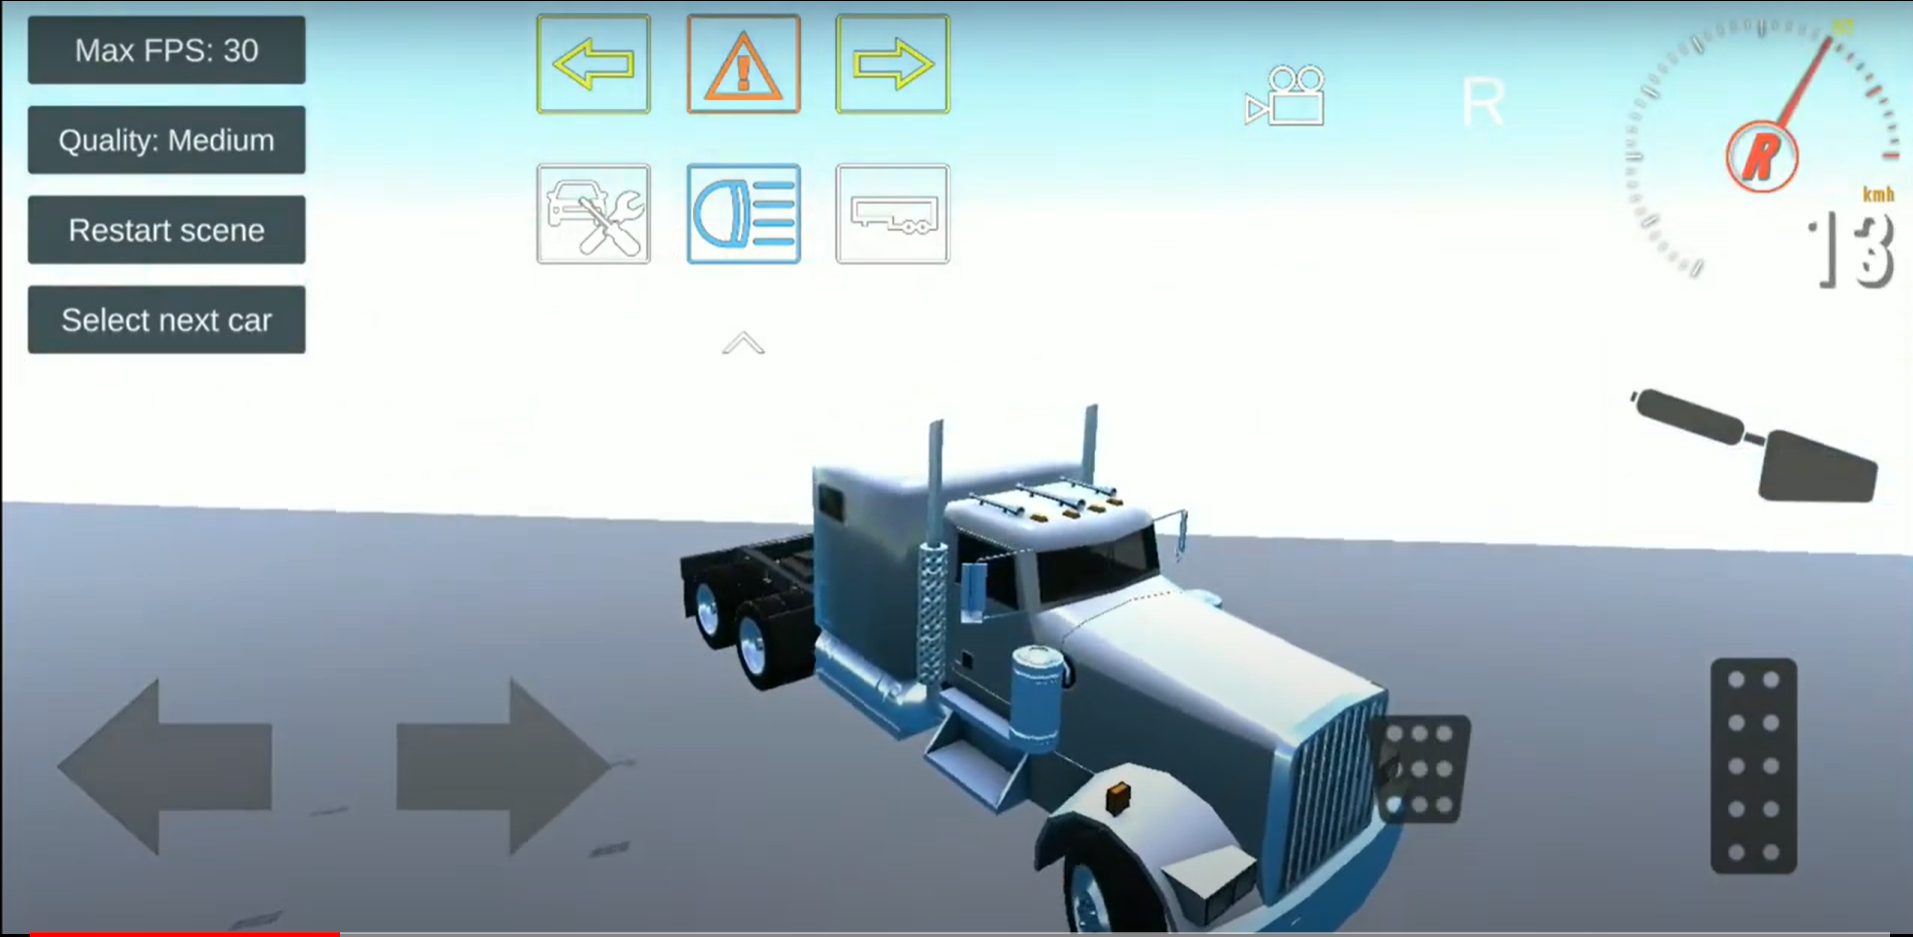 Max FPS: 30
Quality: Medium
Restart scene
Select next car
R
R
kmh
13